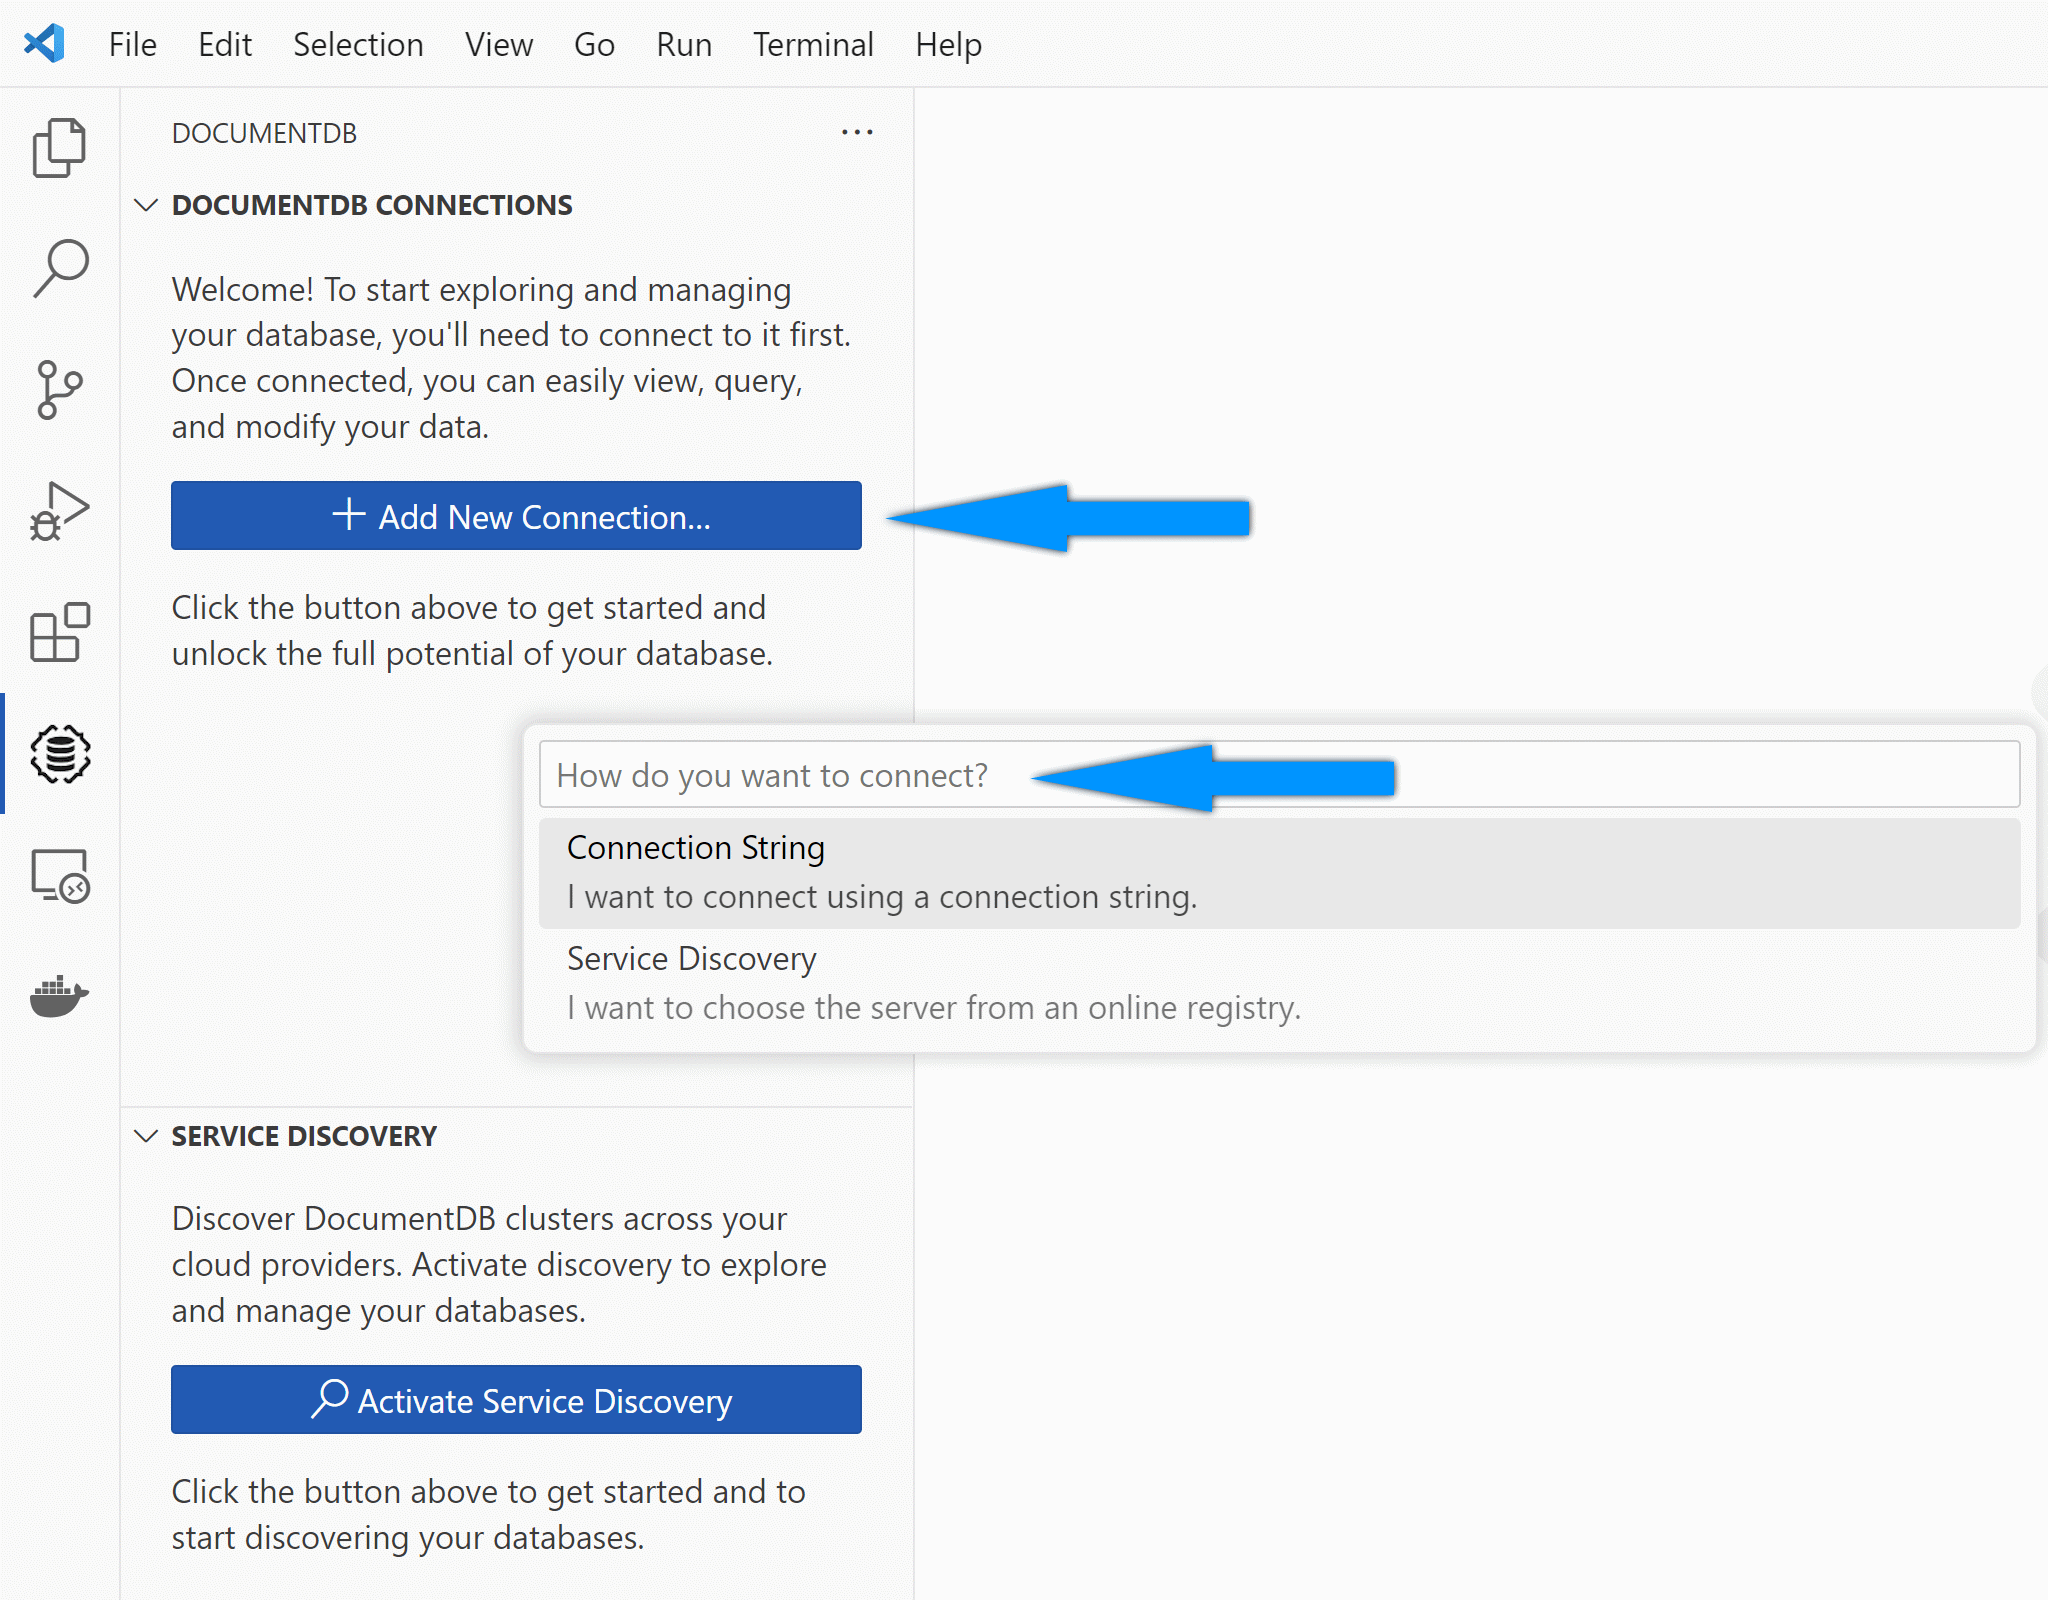 File Edit Selection View Go Run Terminal Help
DOCUMENTDB
DOCUMENTDB CONNECTIONS
Welcome! To start exploring and managing
your database, you'll need to connect to it first.
Once connected, you can easily view, query,
and modify your data.
Add New Connection...
Click the button above to get started and
unlock the full potential of your database.
How do you want to connect?
Connection String
I want to connect using a connection string.
Service Discovery
I want to choose the server from an online registry.
SERVICE DISCOVERY
Discover DocumentDB clusters across your
cloud providers. Activate discovery to explore
and manage your databases.
Activate Service Discovery
Click the button above to get started and to
start discovering your databases.